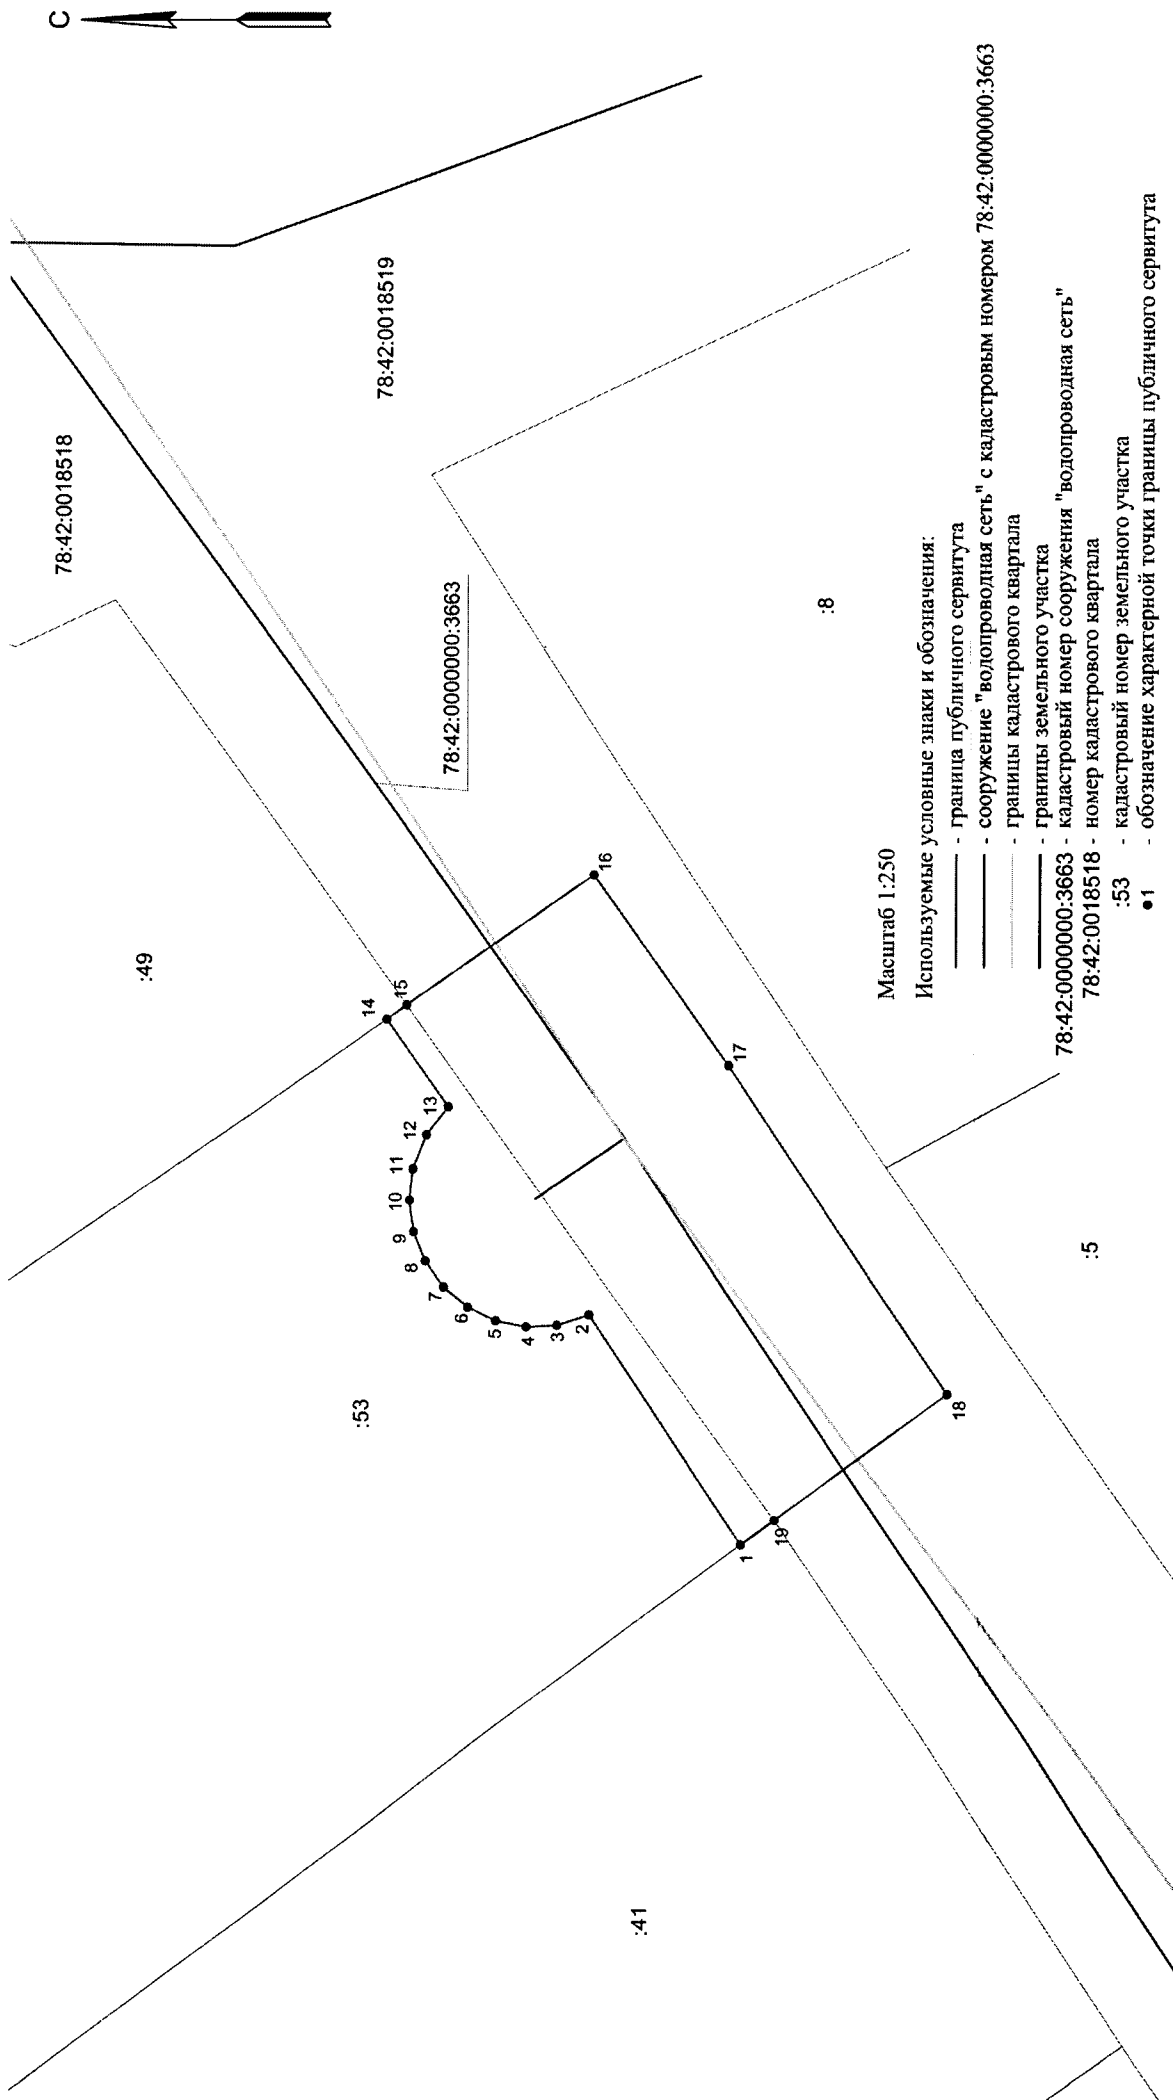 С
78:42:0018518
78:42:0018519
:49
78:42:0000000:3663
14
15
:53
13
12
11
10
9
8
7
6
5
4
3
2
16
:8
17
:41
1
19
18
:5
Масштаб 1:250
Используемые условные знаки и обозначения:
- граница публичного сервитута
- сооружение "водопроводная сеть" с кадастровым номером 78:42:0000000:3663
- границы кадастрового квартала
- границы земельного участка
78:42:0000000:3663 - кадастровый номер сооружения "водопроводная сеть"
78:42:0018518 - номер кадастрового квартала
:53 - кадастровый номер земельного участка
●1 - обозначение характерной точки границы публичного сервитута